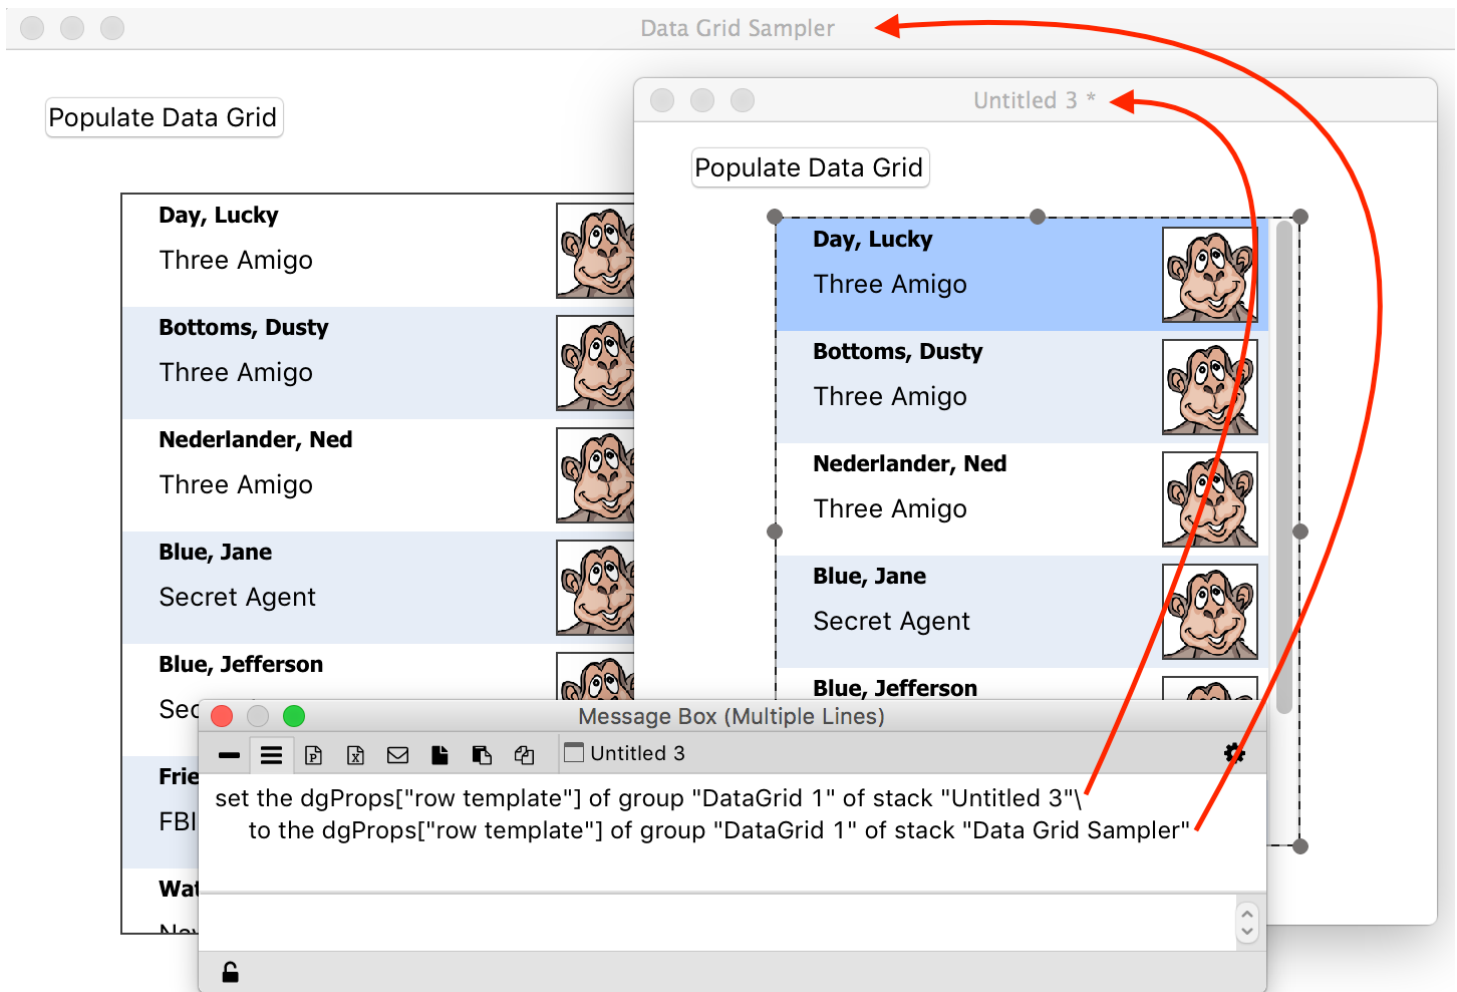 Data Grid Sampler
Populate Data Grid
Day, Lucky
Three Amigo
Bottoms, Dusty
Three Amigo
Nederlander, Ned
Three Amigo
Blue, Jane
Secret Agent
Blue, Jefferson
Sec
Frie
FBI
Wat
Untitled 3 *
Populate Data Grid
Day, Lucky
Three Amigo
Bottoms, Dusty
Three Amigo
Nederlander, Ned
Three Amigo
Blue, Jane
Secret Agent
Blue, Jefferson
Message Box (Multiple Lines)
Untitled 3
set the dgProps["row template"] of group "DataGrid 1" of stack "Untitled 3"\
to the dgProps["row template"] of group "DataGrid 1" of stack "Data Grid Sampler"